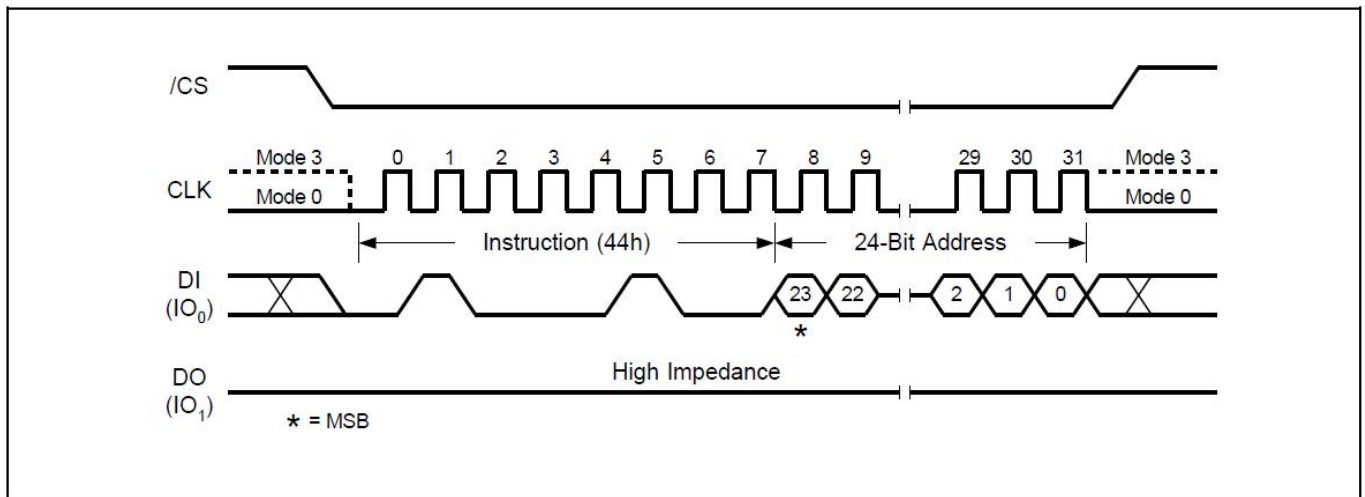 /CS
Mode 3 0 1 2 3 4 5 6 7 8 9 29 30 31 Mode 3
CLK
Mode 0 Mode 0
Instruction (44h) 24-Bit Address
DI
(IO0)
23 22 2 1 0
*
DO
(IO1)
High Impedance
* = MSB